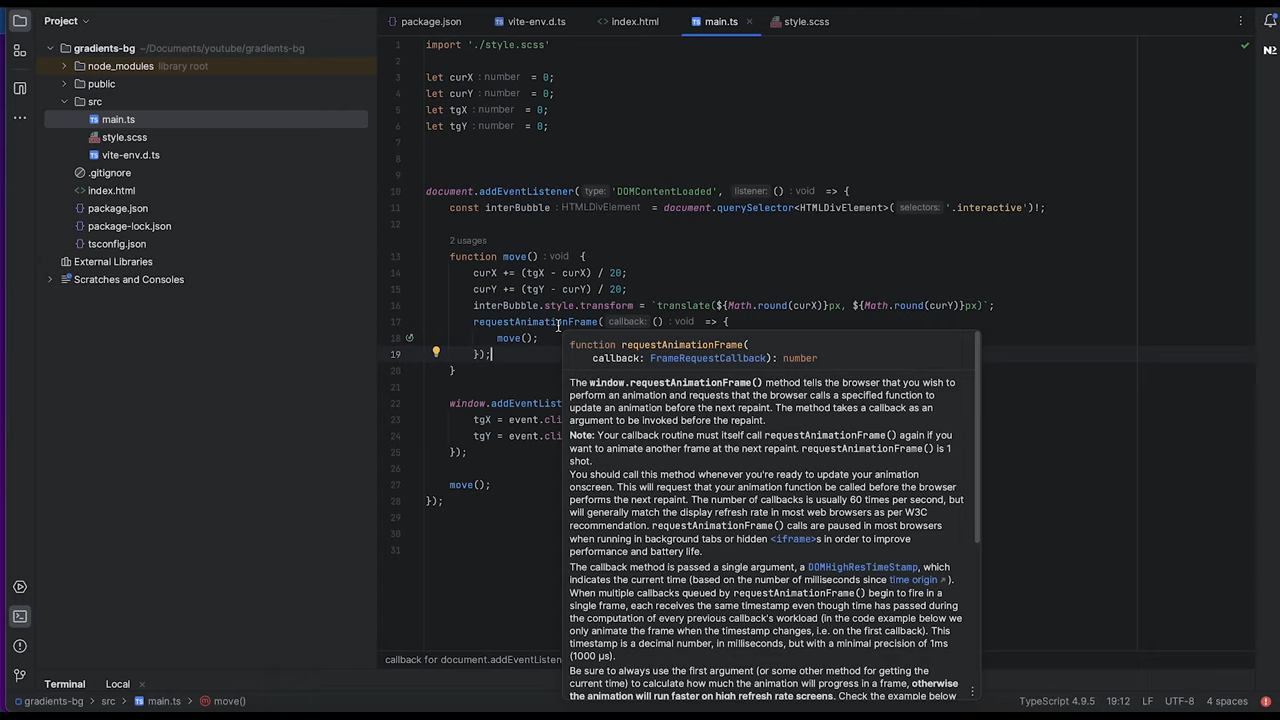 Project
package.json
vite-env.d.ts
index.html
main.ts
style.scss
gradients-bg ~/Documents/youtube/gradients-bg
node_modules library root
public
src
main.ts
style.scss
vite-env.d.ts
.gitignore
index.html
package.json
package-lock.json
tsconfig.json
External Libraries
Scratches and Consoles
1 import './style.scss'
2
3 let curX : number = 0;
4 let curY : number = 0;
5 let tgX : number = 0;
6 let tgY : number = 0;
7
8
9
10 document.addEventListener( type: 'DOMContentLoaded', listener: () : void => {
11 const interBubble : HTMLDivElement = document.querySelector<HTMLDivElement>( selectors: '.interactive')!;
12
2 usages
13 function move() : void {
14 curX += (tgX - curX) / 20;
15 curY += (tgY - curY) / 20;
16 interBubble.style.transform = `translate(${Math.round(curX)}px, ${Math.round(curY)}px)`;
17 requestAnimationFrame( callback: () : void => {
18 move();
19 });
20 }
21
22 window.addEventList
23 tgX = event.cli
24 tgY = event.cli
25 });
26
27 move();
28 });
29
30
31
function requestAnimationFrame(
callback: FrameRequestCallback): number
The window.requestAnimationFrame() method tells the browser that you wish to
perform an animation and requests that the browser calls a specified function to
update an animation before the next repaint. The method takes a callback as an
argument to be invoked before the repaint.
Note: Your callback routine must itself call requestAnimationFrame() again if you
want to animate another frame at the next repaint. requestAnimationFrame() is 1
shot.
You should call this method whenever you're ready to update your animation
onscreen. This will request that your animation function be called before the browser
performs the next repaint. The number of callbacks is usually 60 times per second, but
will generally match the display refresh rate in most web browsers as per W3C
recommendation. requestAnimationFrame() calls are paused in most browsers
when running in background tabs or hidden <iframe>s in order to improve
performance and battery life.
The callback method is passed a single argument, a DOMHighResTimeStamp, which
indicates the current time (based on the number of milliseconds since time origin ).
When multiple callbacks queued by requestAnimationFrame() begin to fire in a
single frame, each receives the same timestamp even though time has passed during
the computation of every previous callback's workload (in the code example below we
only animate the frame when the timestamp changes, i.e. on the first callback). This
timestamp is a decimal number, in milliseconds, but with a minimal precision of 1ms
(1000 µs).
Be sure to always use the first argument (or some other method for getting the
current time) to calculate how much the animation will progress in a frame, otherwise
the animation will run faster on high refresh rate screens. Check the example below
callback for document.addEventListen
Terminal Local
gradients-bg > src > main.ts > move()
TypeScript 4.9.5 19:12 LF UTF-8 4 spaces